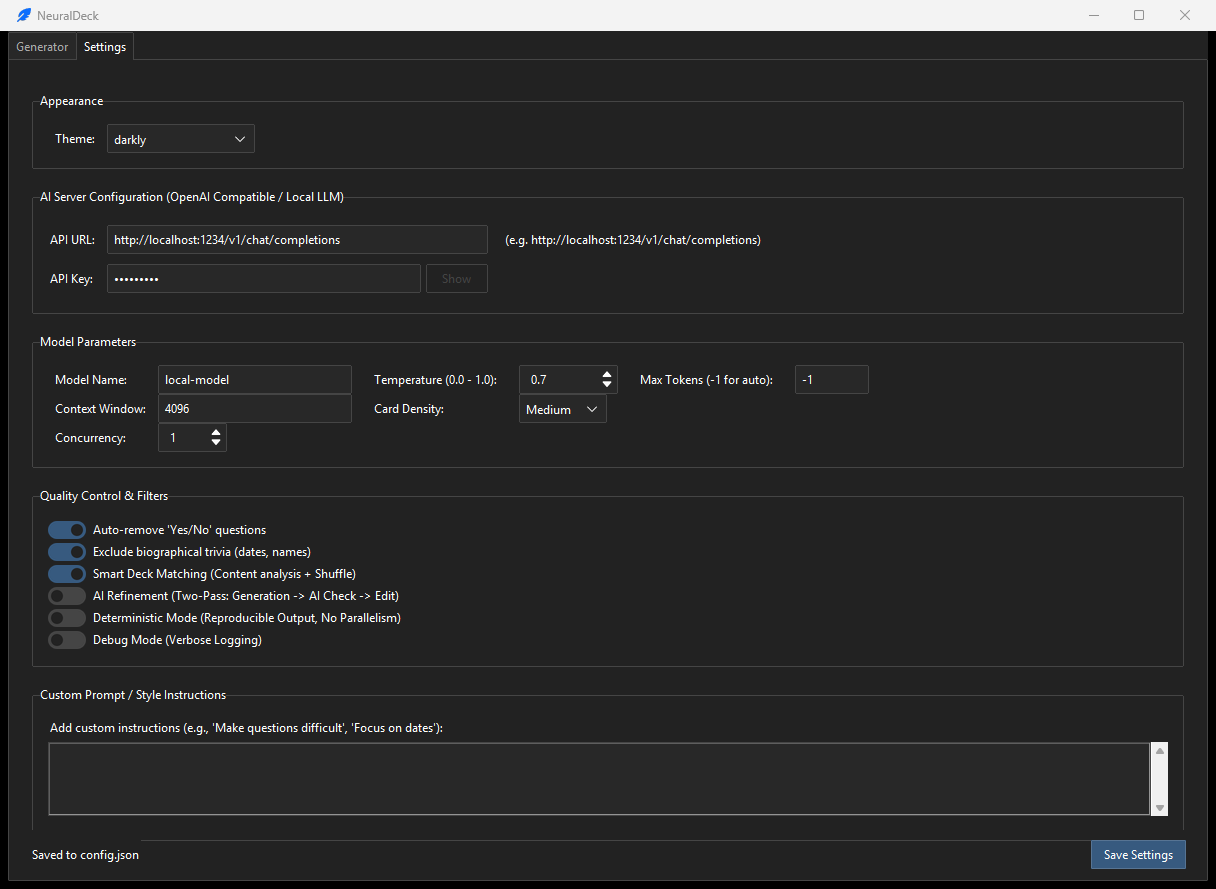 NeuralDeck
Generator Settings
Appearance
Theme: darkly
AI Server Configuration (OpenAI Compatible / Local LLM)
API URL: http://localhost:1234/v1/chat/completions (e.g. http://localhost:1234/v1/chat/completions)
API Key: ••••••••• Show
Model Parameters
Model Name: local-model Temperature (0.0 - 1.0): 0.7 Max Tokens (-1 for auto): -1
Context Window: 4096 Card Density: Medium
Concurrency: 1
Quality Control & Filters
Auto-remove 'Yes/No' questions
Exclude biographical trivia (dates, names)
Smart Deck Matching (Content analysis + Shuffle)
AI Refinement (Two-Pass: Generation -> AI Check -> Edit)
Deterministic Mode (Reproducible Output, No Parallelism)
Debug Mode (Verbose Logging)
Custom Prompt / Style Instructions
Add custom instructions (e.g., 'Make questions difficult', 'Focus on dates'):
Saved to config.json Save Settings